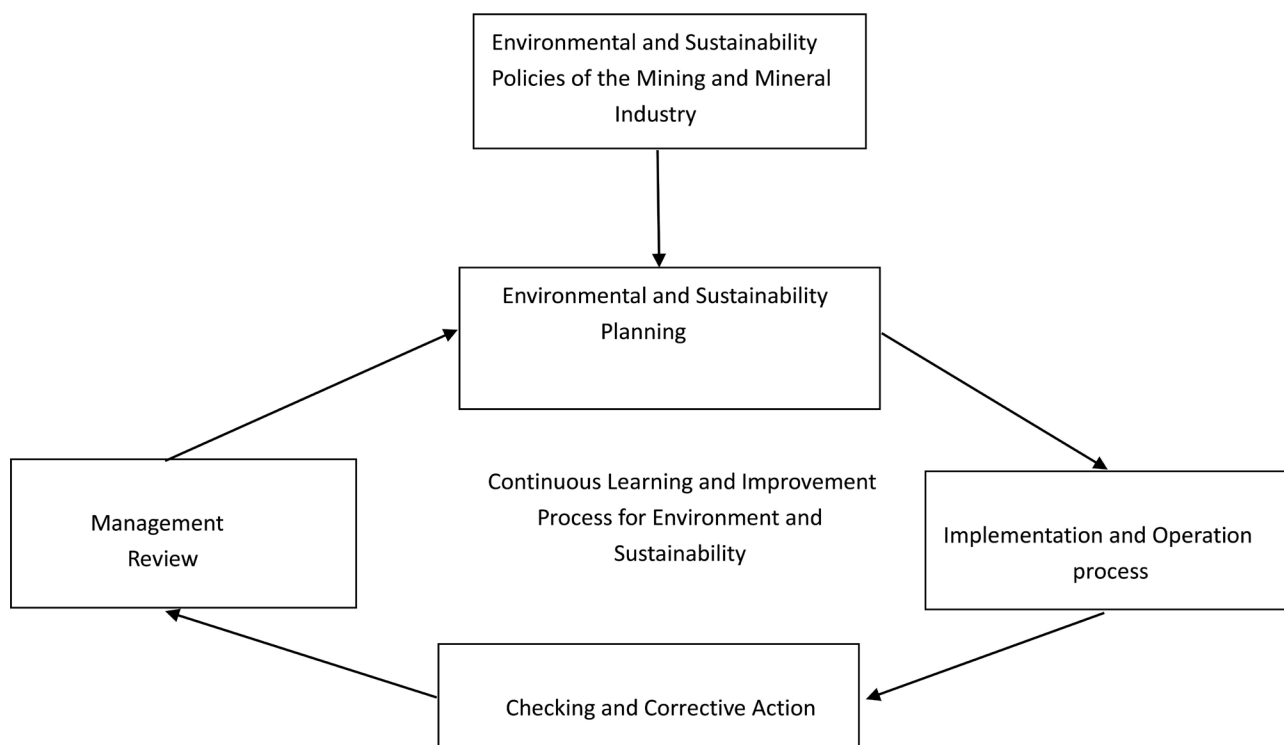 Environmental and Sustainability
Policies of the Mining and Mineral
Industry
Environmental and Sustainability
Planning
Continuous Learning and Improvement
Process for Environment and
Sustainability
Management
Review
Implementation and Operation
process
Checking and Corrective Action